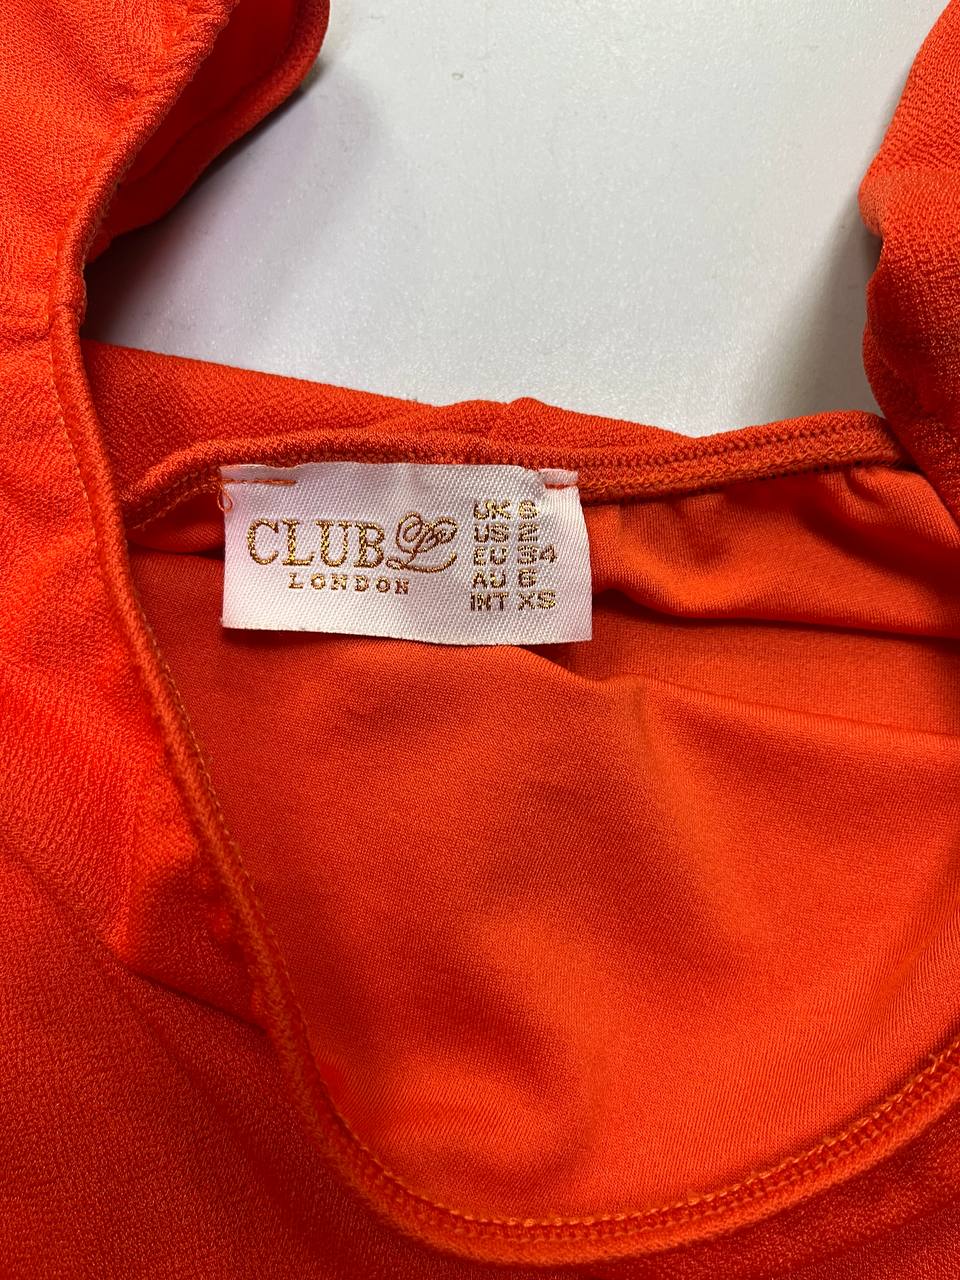 CLUB L
LONDON
UK 6
US 2
EU 34
AU 6
INT XS